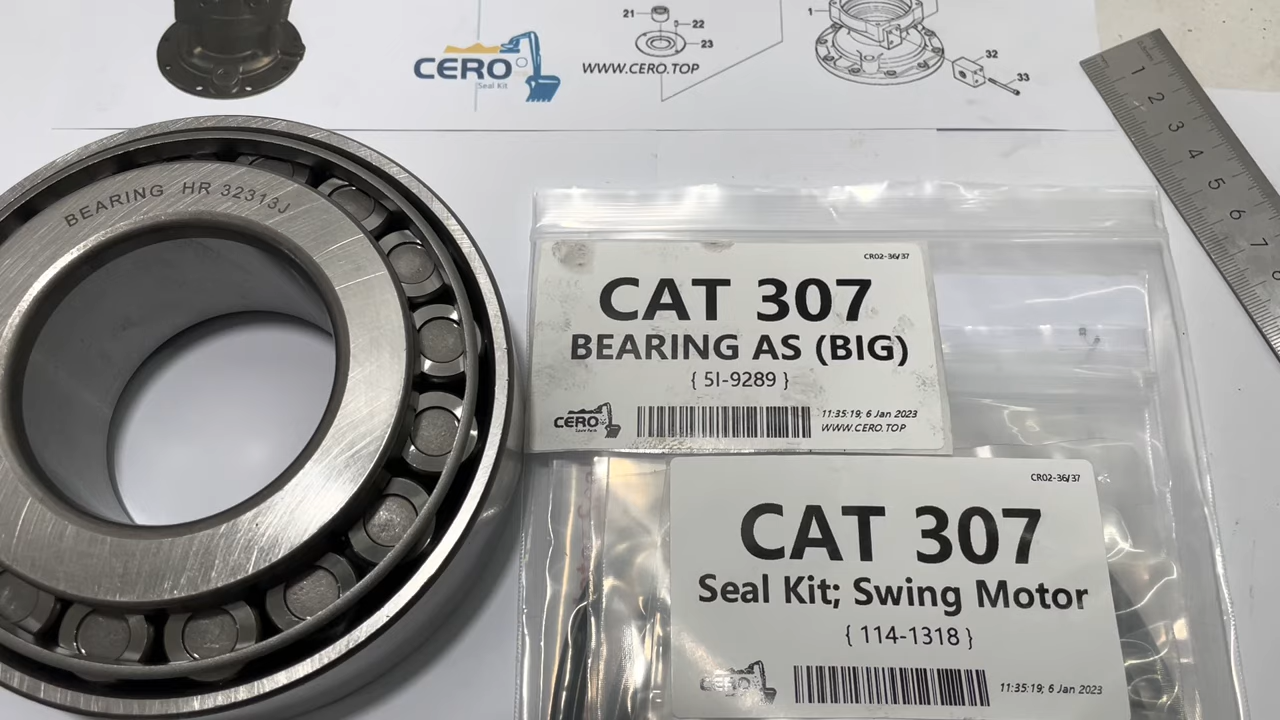 21
22
23
1
32
33
CERO
Seal Kit
WWW.CERO.TOP
1
2
3
4
5
6
7
BEARING HR 32313J
CR02-36/37
CAT 307
BEARING AS (BIG)
{ 5I-9289 }
CERO
Spare Parts
11:35:19; 6 Jan 2023
WWW.CERO.TOP
CR02-36/37
CAT 307
Seal Kit; Swing Motor
{ 114-1318 }
CERO
11:35:19; 6 Jan 2023